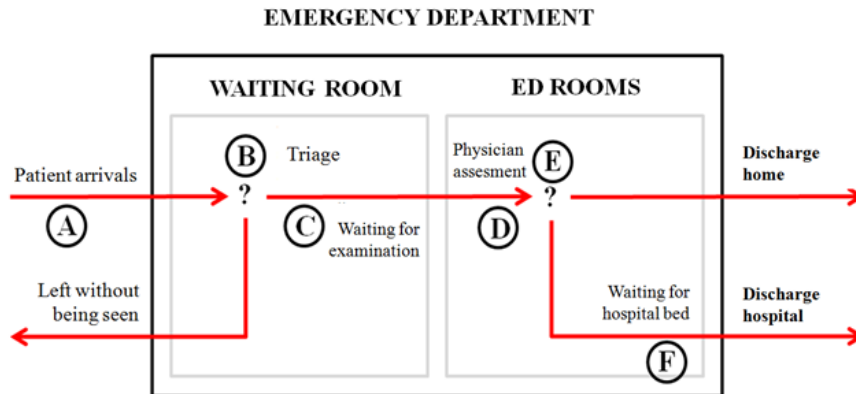 EMERGENCY DEPARTMENT
WAITING ROOM
ED ROOMS
B
Triage
Physician
assesment
E
Discharge
home
Patient arrivals
?
?
A
C
Waiting for
examination
D
Left without
being seen
Waiting for
hospital bed
Discharge
hospital
F